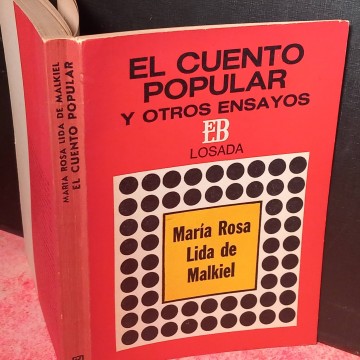 MARÍA ROSA LIDA DE MALKIEL
EL CUENTO POPULAR
EL CUENTO
POPULAR
Y OTROS ENSAYOS
EB
LOSADA
María Rosa
Lida de
Malkiel